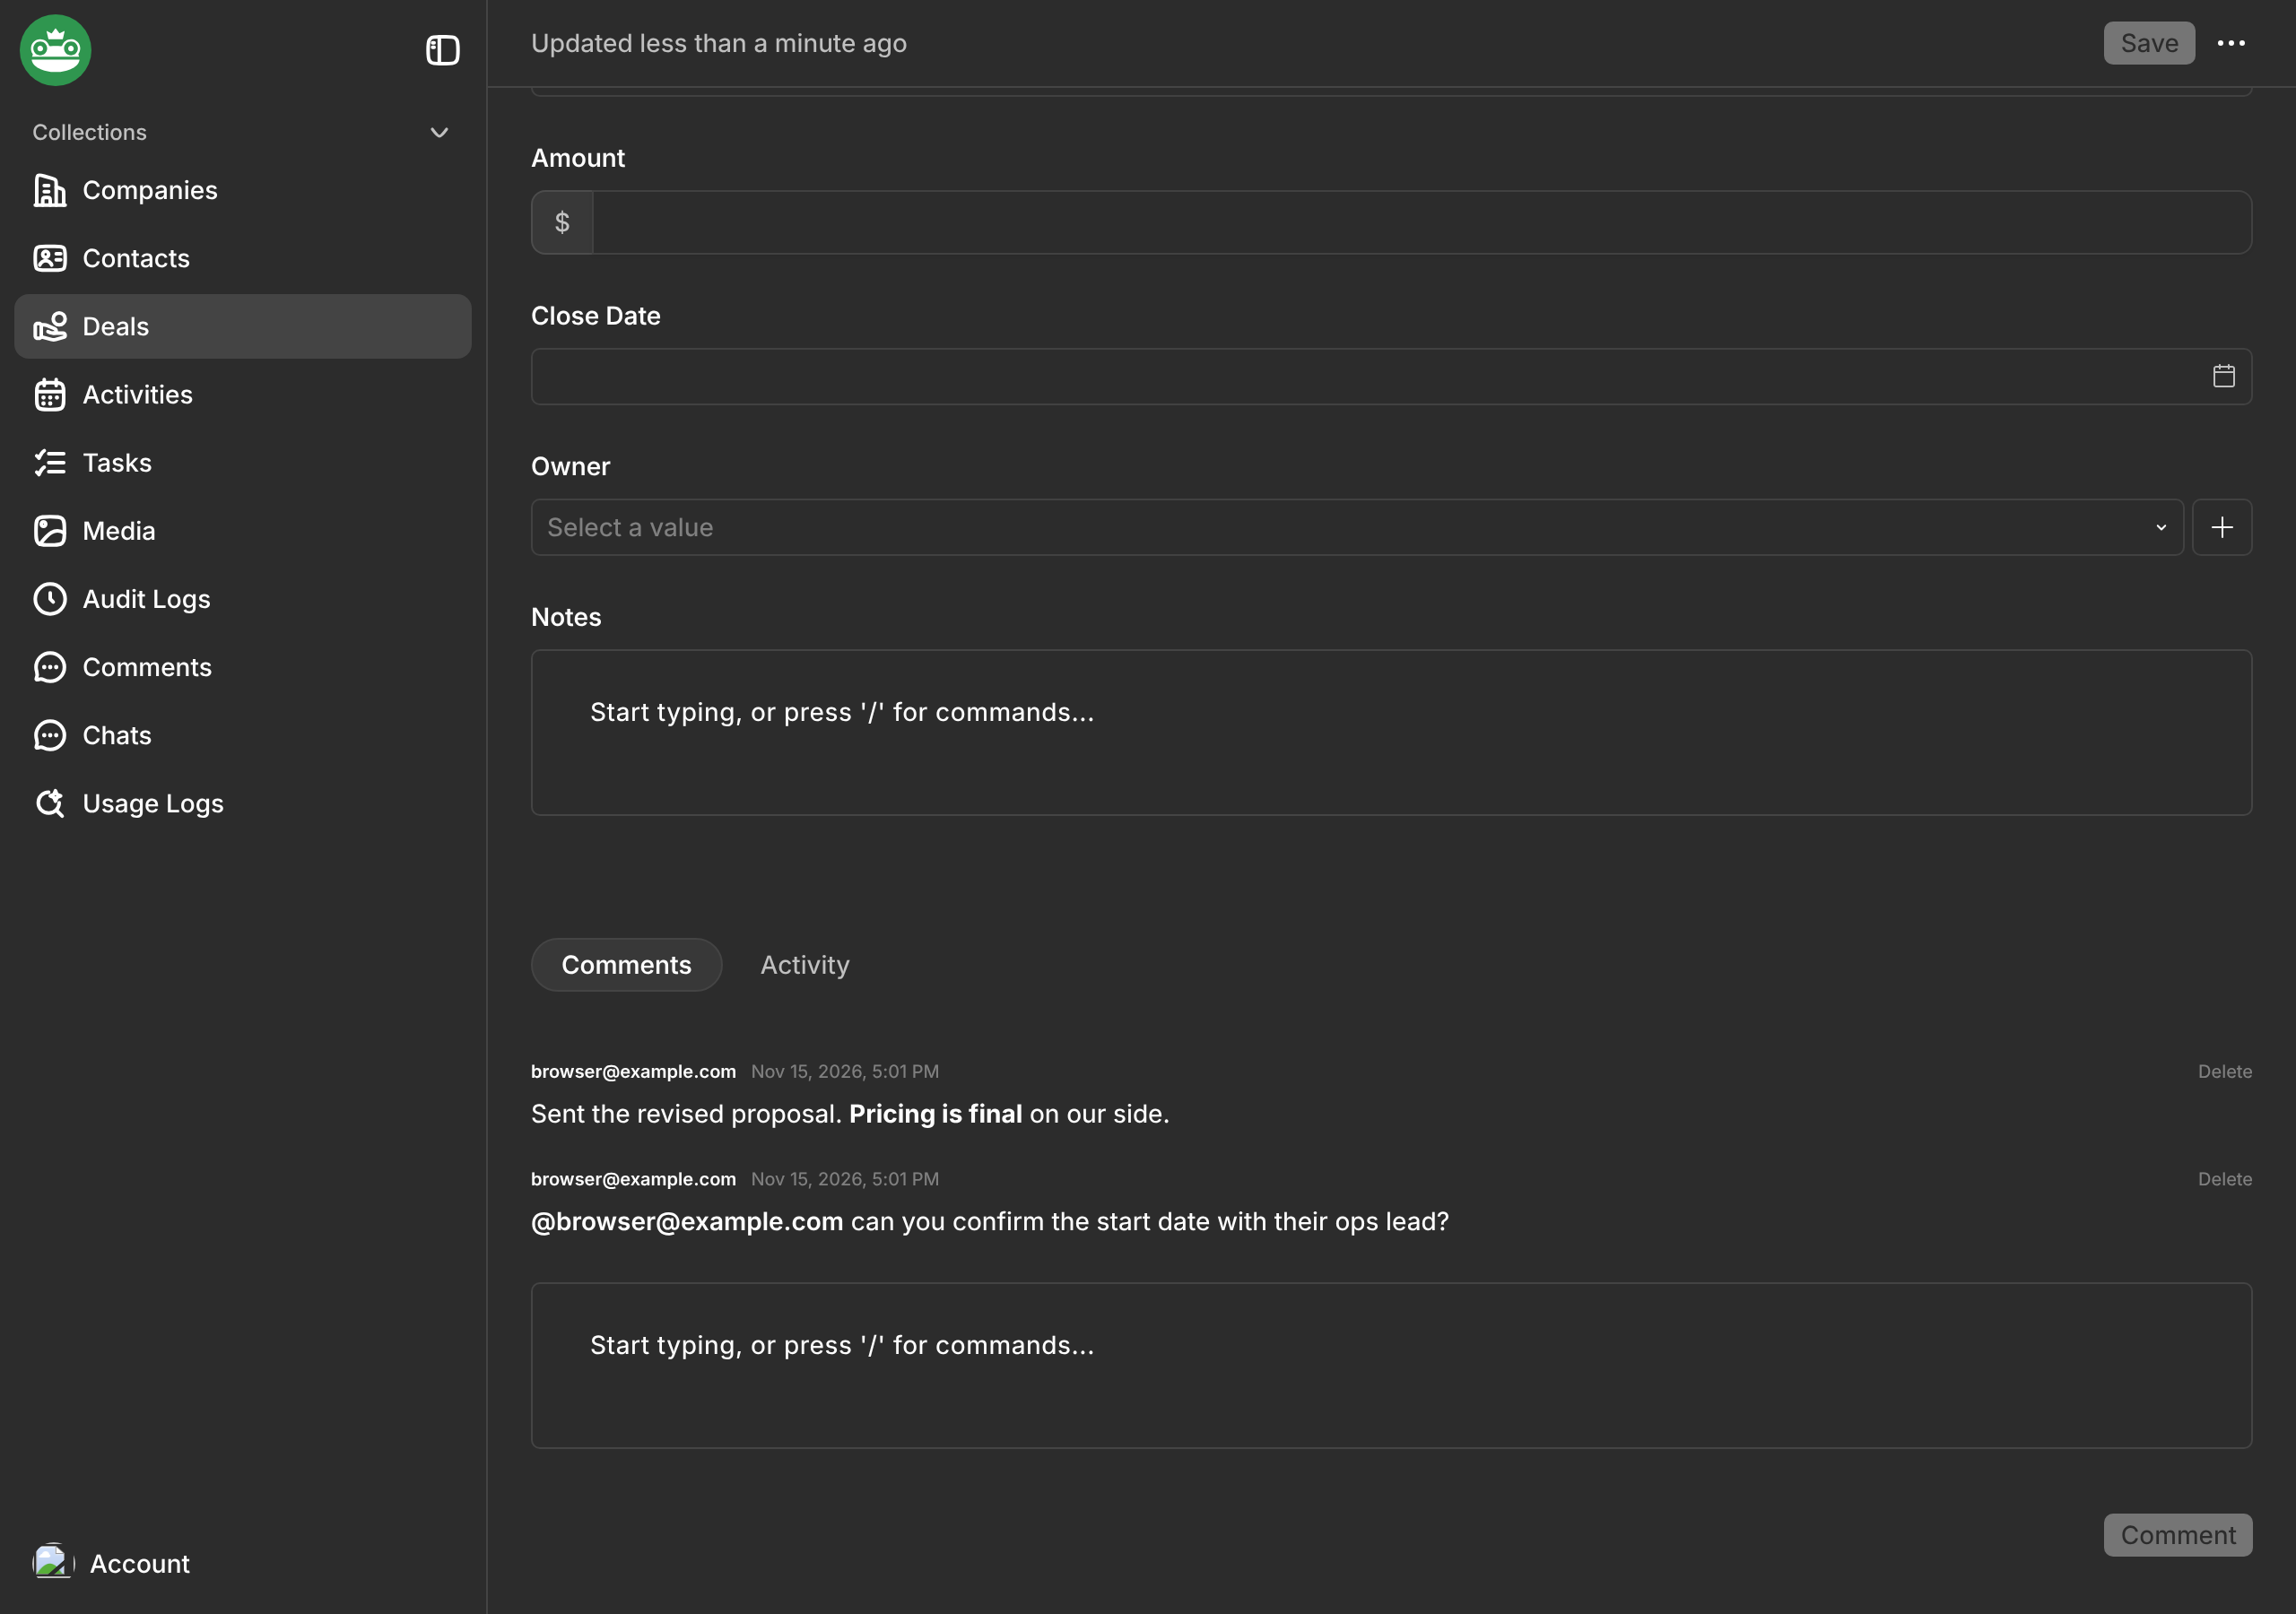 Updated less than a minute ago
Save
Collections
Companies
Contacts
Deals
Activities
Tasks
Media
Audit Logs
Comments
Chats
Usage Logs
Account
Amount
$
Close Date
Owner
Select a value
Notes
Start typing, or press '/' for commands...
Comments
Activity
browser@example.com Nov 15, 2026, 5:01 PM
Delete
Sent the revised proposal. Pricing is final on our side.
browser@example.com Nov 15, 2026, 5:01 PM
Delete
@browser@example.com can you confirm the start date with their ops lead?
Start typing, or press '/' for commands...
Comment